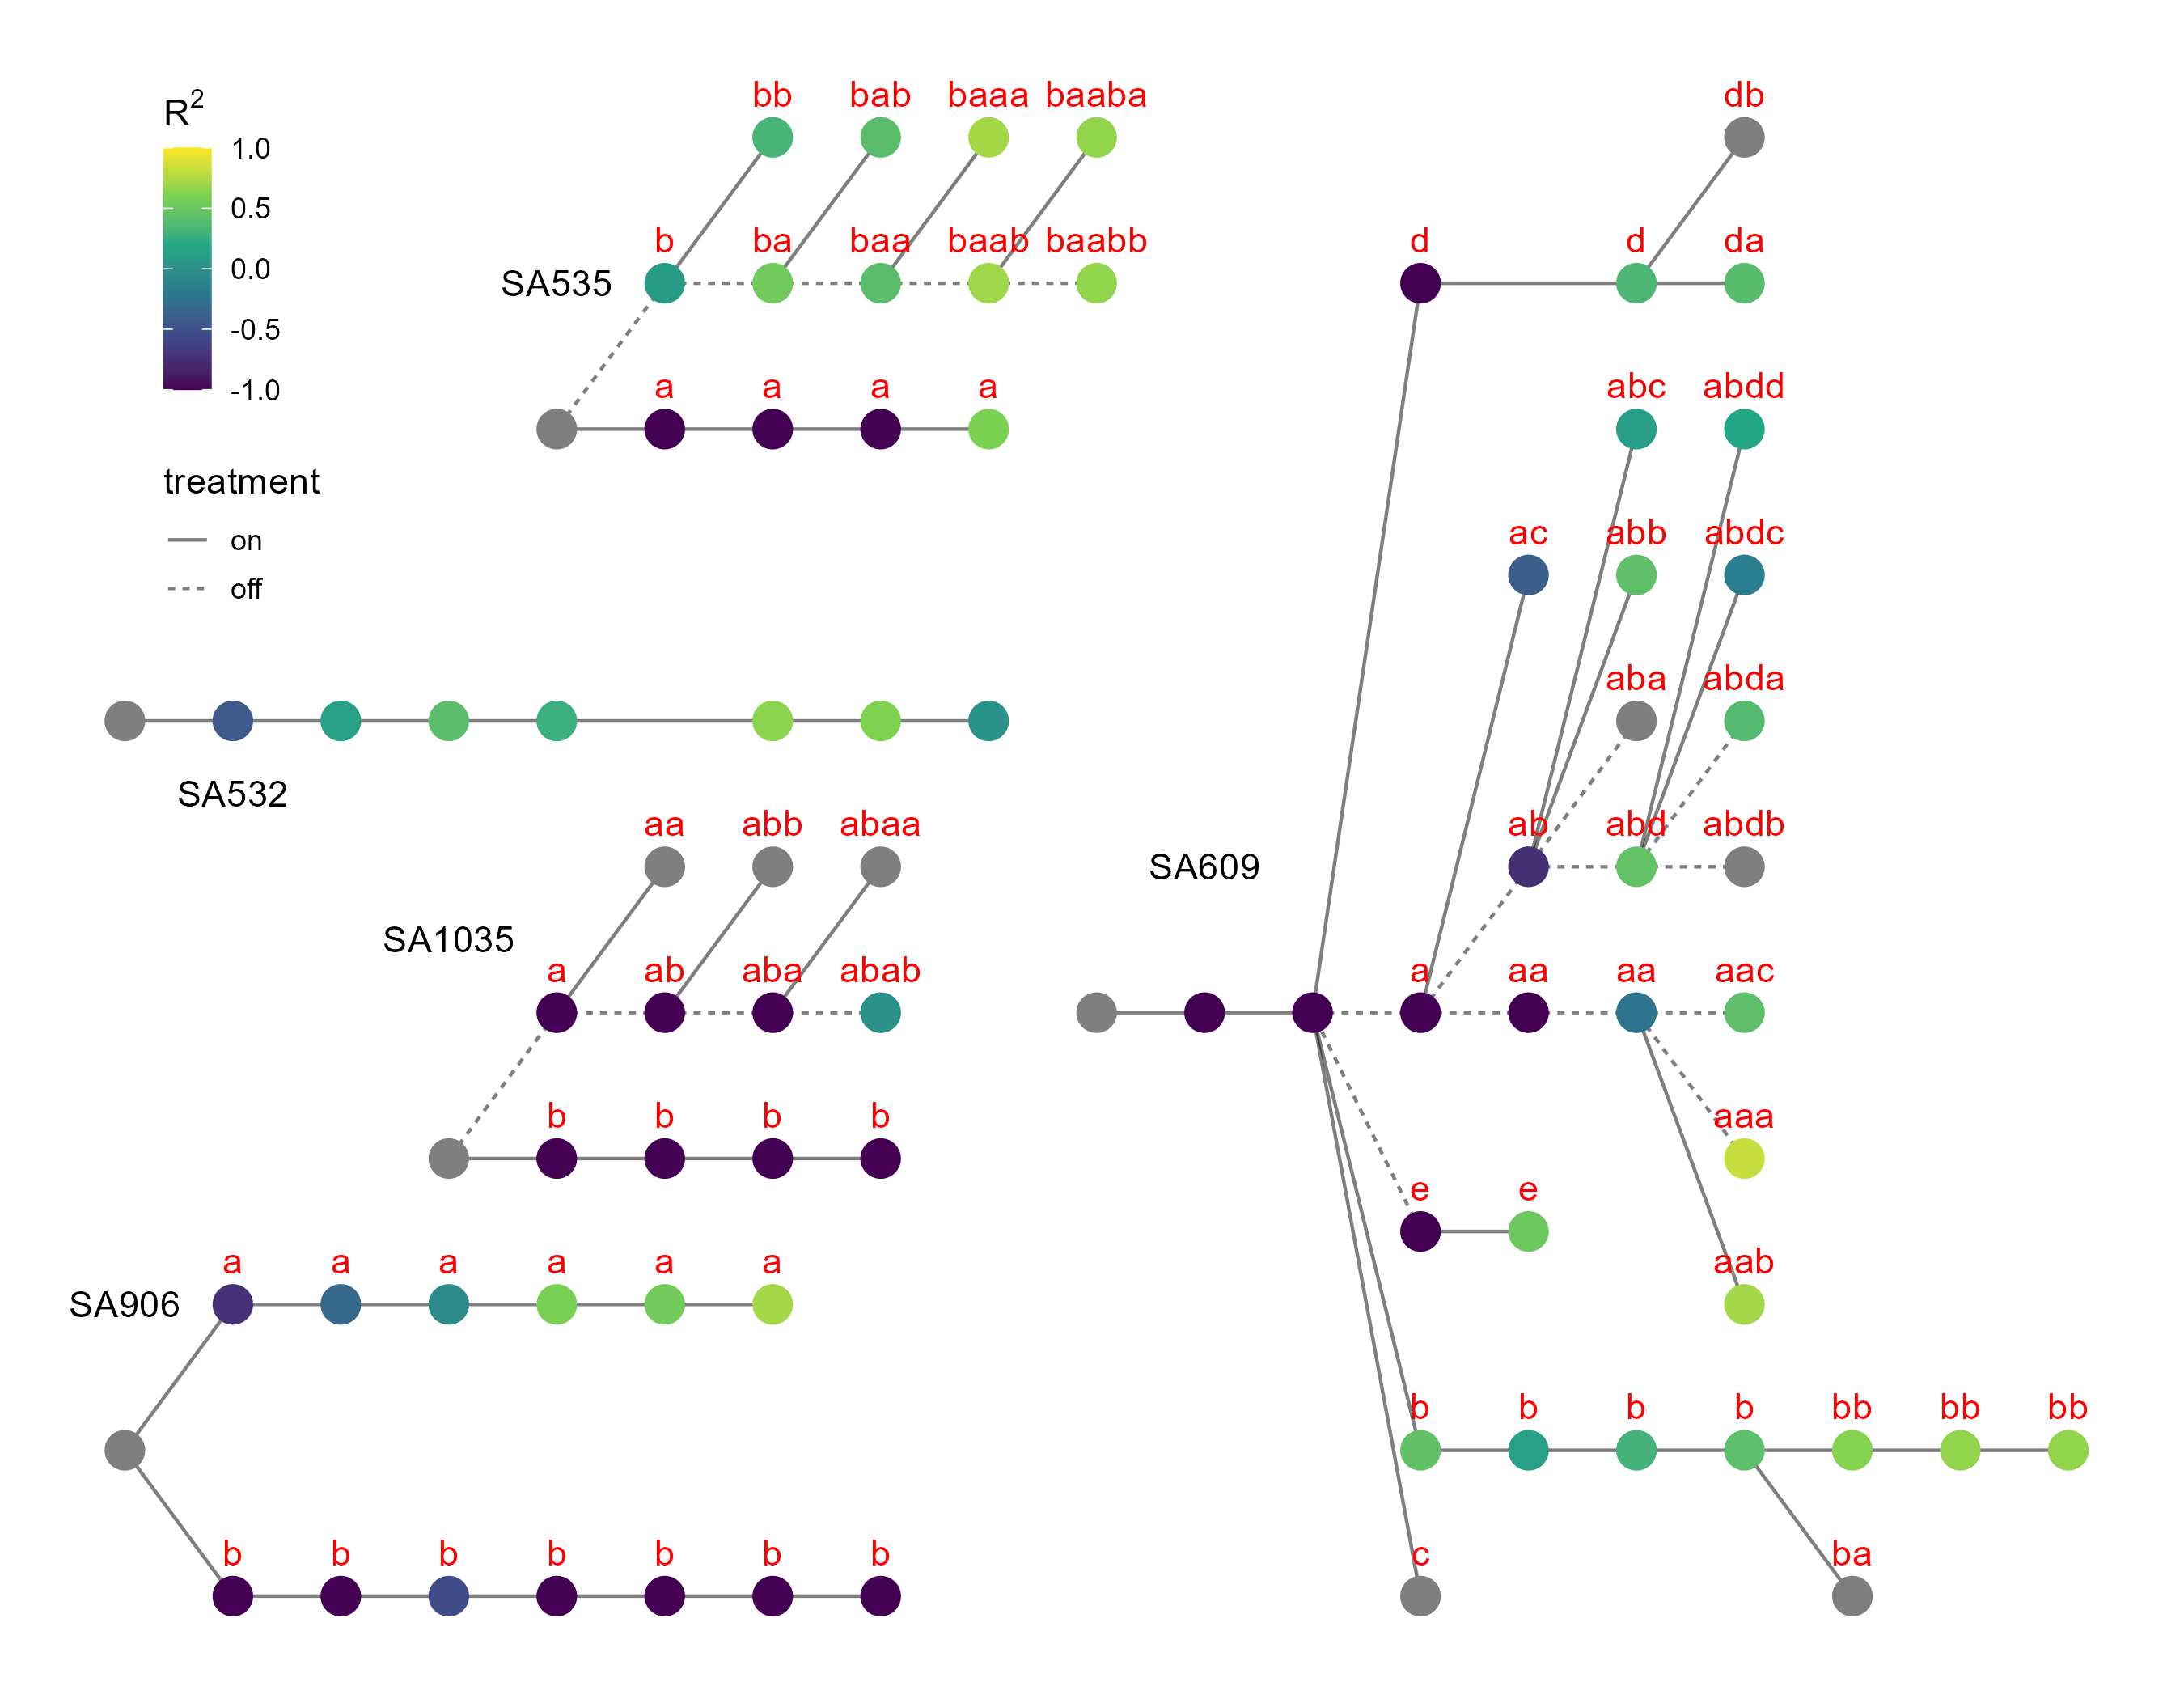 R2
1.0
0.5
0.0
-0.5
-1.0
treatment
on
off
bb bab baaa baaba
SA535 b ba baa baab baabb
a a a a
SA532
aa abb abaa
SA1035 a ab aba abab
b b b b
SA906 a a a a a a
b b b b b b b
db
d d da
abc abdd
ac abb abdc
aba abda
SA609 ab abd abdb
a aa aa aac
aaa
e e
aab
b b b b bb bb bb
c ba